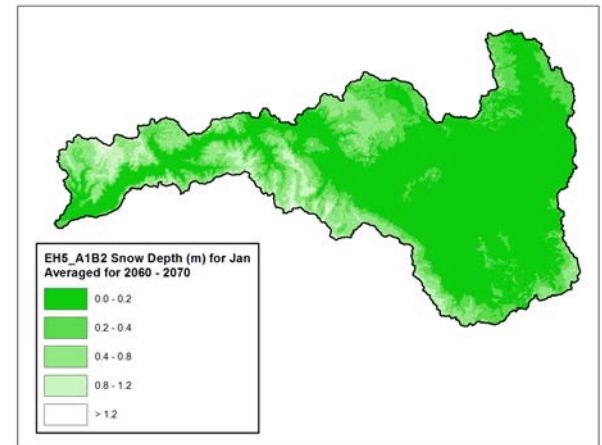 EH5_A1B2 Snow Depth (m) for Jan
Averaged for 2060 - 2070
0.0 - 0.2
0.2 - 0.4
0.4 - 0.8
0.8 - 1.2
> 1.2